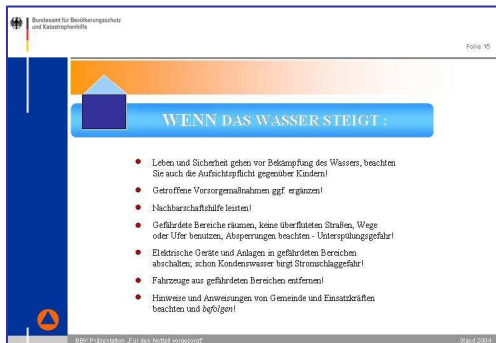 Bundesamt für Bevölkerungsschutz
und Katastrophenhilfe
Folie 15
WENN DAS WASSER STEIGT :
Leben und Sicherheit gehen vor Bekämpfung des Wassers, beachten
Sie auch die Aufsichtspflicht gegenüber Kindern!
Getroffene Vorsorgemaßnahmen ggf. ergänzen!
Nachbarschaftshilfe leisten!
Gefährdete Bereiche räumen, keine überfluteten Straßen, Wege
oder Ufer benutzen, Absperrungen beachten - Unterspülungsgefahr!
Elektrische Geräte und Anlagen in gefährdeten Bereichen
abschalten; schon Kondenswasser birgt Stromschlaggefahr!
Fahrzeuge aus gefährdeten Bereichen entfernen!
Hinweise und Anweisungen von Gemeinde und Einsatzkräften
beachten und befolgen!
BBK Präsentation „Für den Notfall vorgesorgt"
Stand 2004